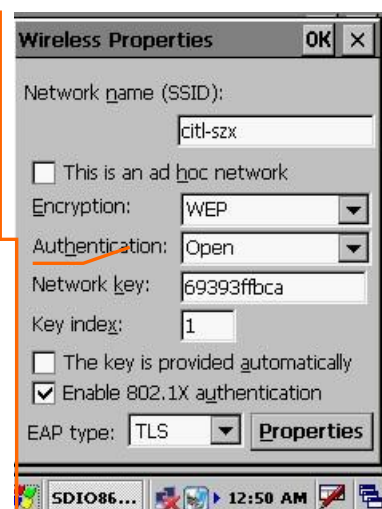 Wireless Properties OK ×
Network name (SSID):
citl-szx
This is an ad hoc network
Encryption: WEP
Authentication: Open
Network key: 69393ffbca
Key index: 1
The key is provided automatically
Enable 802.1X authentication
EAP type: TLS Properties
SDIO86... 12:50 AM